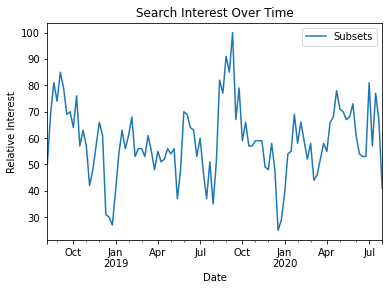 Search Interest Over Time
Subsets
100
90
80
70
60
50
40
30
Relative Interest
Oct
Jan
2019
Apr
Jul
Oct
Jan
2020
Apr
Jul
Date